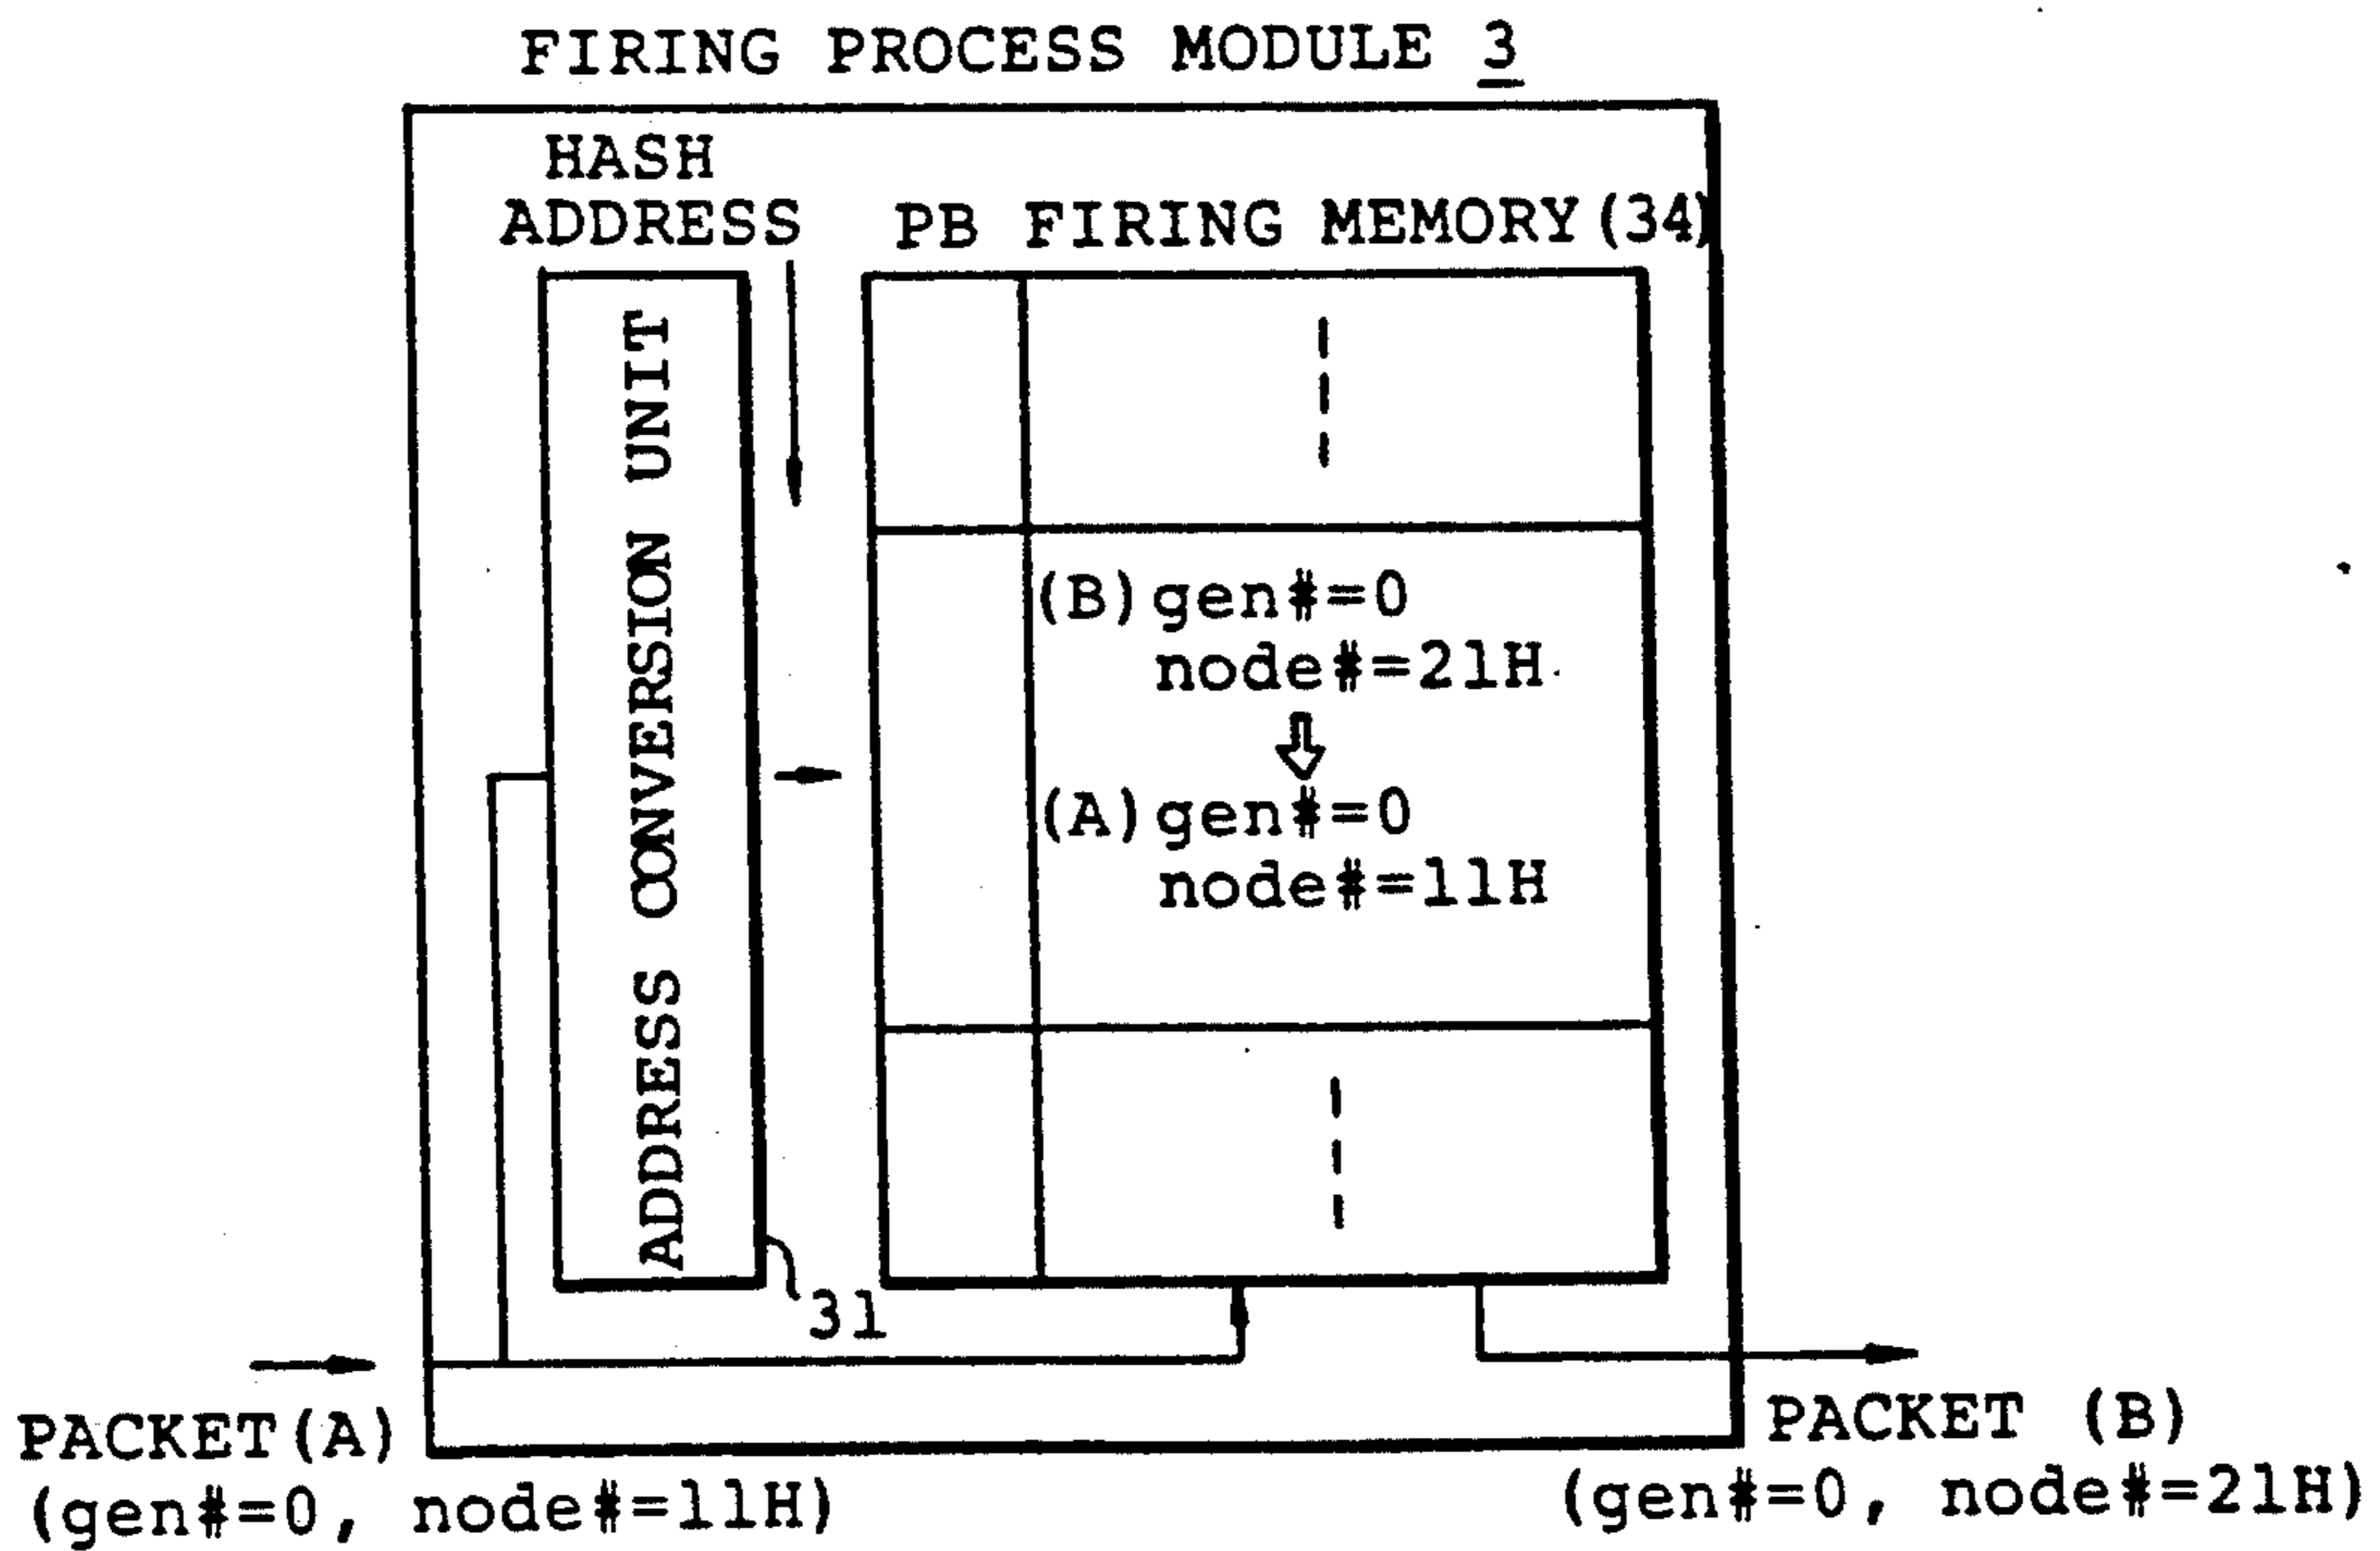 FIRING PROCESS MODULE 3
HASH
ADDRESS
PB FIRING MEMORY(34)
ADDRESS CONVERSION UNIT
(B)gen#=0
node#=21H
(A)gen#=0
node#=11H
31
PACKET(A)
(gen#=0, node#=11H)
PACKET (B)
(gen#=0, node#=21H)